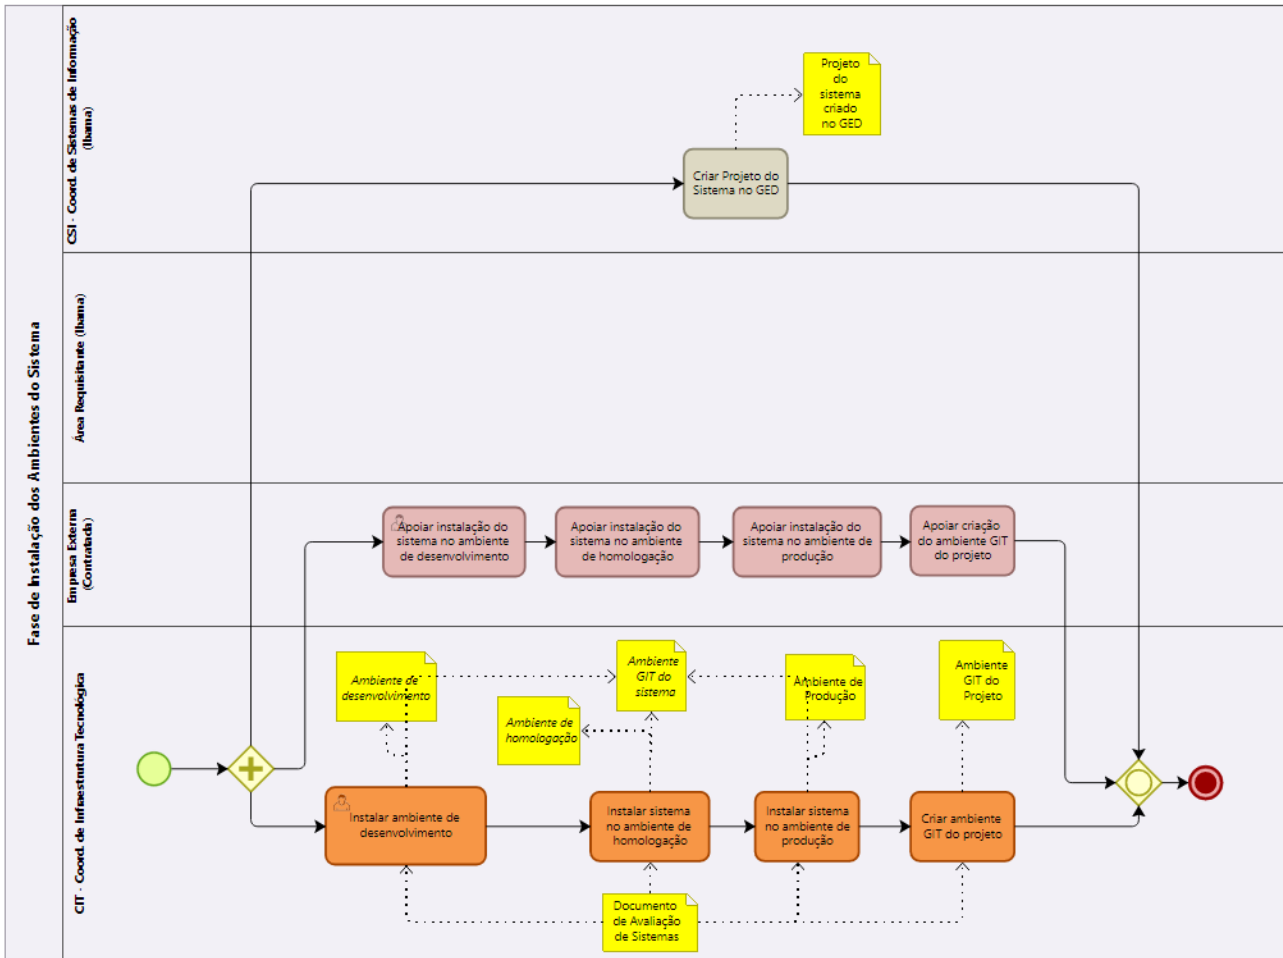 Fase de Instalação dos Ambientes do Sistema
CSI - Coord. de Sistemas de Informação
(Ibama)
Projeto
do
sistema
criado
no GED
Criar Projeto do
Sistema no GED
Área Requisitante (Ibama)
Empresa Externa
(Contratada)
Apoiar instalação do
sistema no ambiente
de desenvolvimento
Apoiar instalação do
sistema no ambiente
de homologação
Apoiar instalação do
sistema no ambiente de
produção
Apoiar criação
do ambiente GIT
do projeto
CIT - Coord. de Infraestrutura Tecnológica
Ambiente de
desenvolvimento
Ambiente de
homologação
Ambiente
GIT do
sistema
Ambiente de
Produção
Ambiente
GIT do
Projeto
Instalar ambiente de
desenvolvimento
Instalar sistema
no ambiente de
homologação
Instalar sistema
no ambiente de
produção
Criar ambiente
GIT do projeto
Documento
de Avaliação
de Sistemas